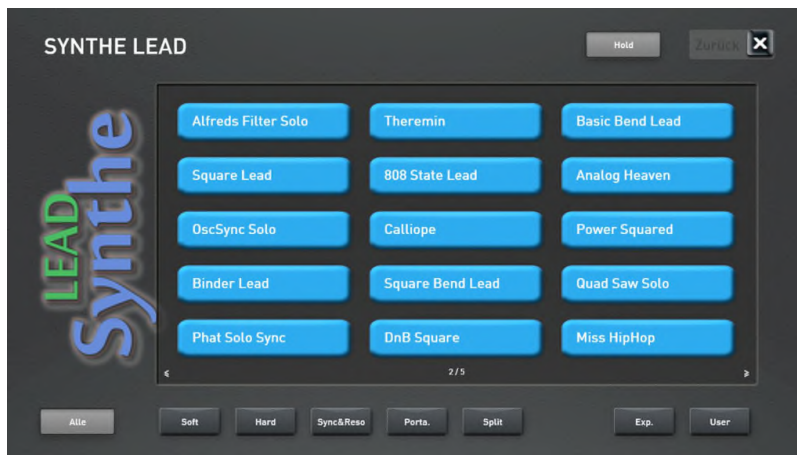 SYNTHE LEAD
Hold
Zurück
LEAD
Synthe
Alfreds Filter Solo Theremin Basic Bend Lead
Square Lead 808 State Lead Analog Heaven
OscSync Solo Calliope Power Squared
Binder Lead Square Bend Lead Quad Saw Solo
Phat Solo Sync DnB Square Miss HipHop
2/5
Alle Soft Hard Sync&Reso Porta. Split Exp. User